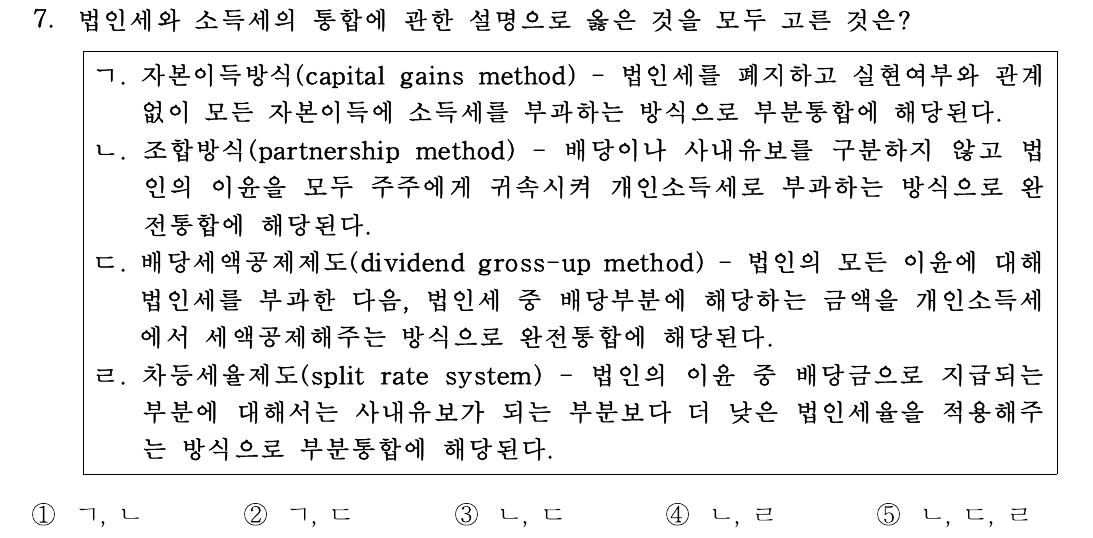 7. 법인세와 소득세의 통합에 관한 설명으로 옳은 것을 모두 고른 것은?
ㄱ. 자본이득방식(capital gains method) - 법인세를 폐지하고 실현여부와 관계
없이 모든 자본이득에 소득세를 부과하는 방식으로 부분통합에 해당된다.
ㄴ. 조합방식(partnership method) - 배당이나 사내유보를 구분하지 않고 법
인의 이윤을 모두 주주에게 귀속시켜 개인소득세로 부과하는 방식으로 완
전통합에 해당된다.
ㄷ. 배당세액공제제도(dividend gross-up method) - 법인의 모든 이윤에 대해
법인세를 부과한 다음, 법인세 중 배당부분에 해당하는 금액을 개인소득세
에서 세액공제해주는 방식으로 완전통합에 해당된다.
ㄹ. 차등세율제도(split rate system) - 법인의 이윤 중 배당금으로 지급되는
부분에 대해서는 사내유보가 되는 부분보다 더 낮은 법인세율을 적용해주
는 방식으로 부분통합에 해당된다.
① ㄱ, ㄴ ② ㄱ, ㄷ ③ ㄴ, ㄷ ④ ㄴ, ㄹ ⑤ ㄴ, ㄷ, ㄹ